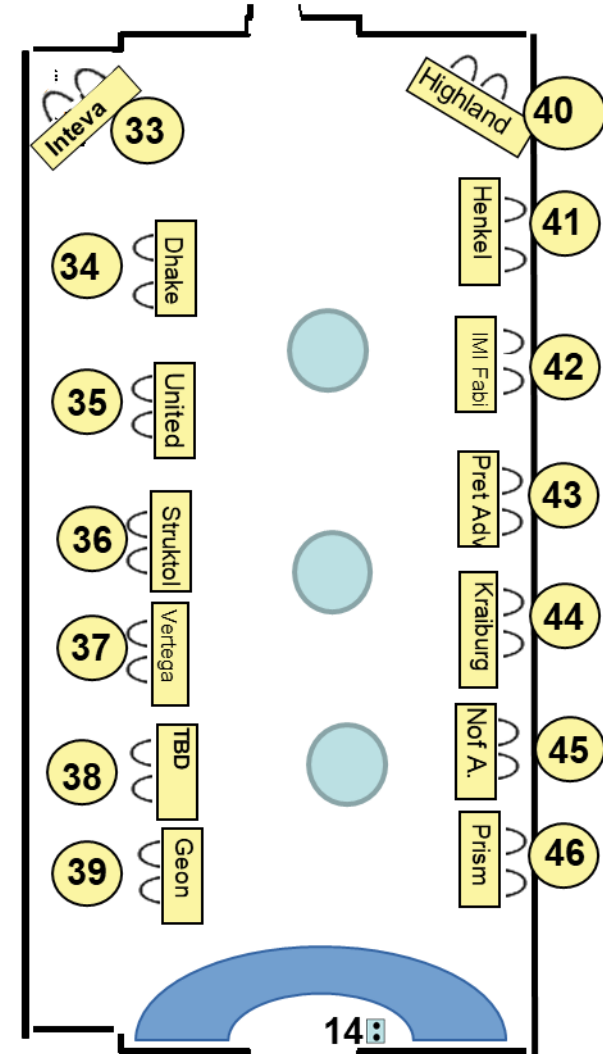 Inteva
33
Highland
40
Dhake
34
Henkel
41
United
35
IMI Fabi
42
Struktol
36
Pret Adv
43
Vertega
37
Kraiburg
44
TBD
38
Nof A.
45
Geon
39
Prism
46
14